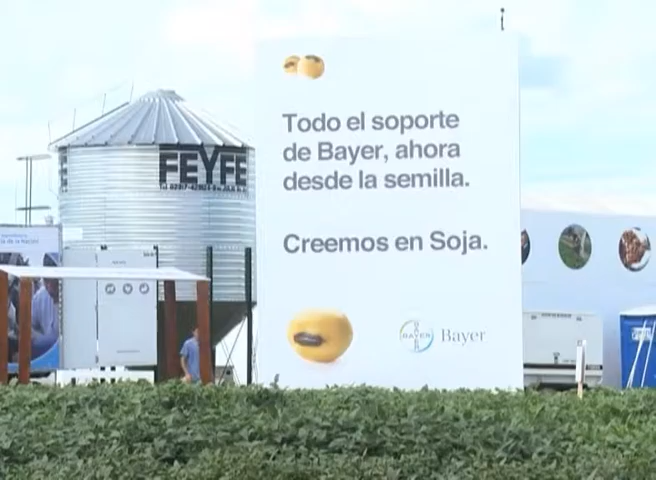 Todo el soporte
de Bayer, ahora
desde la semilla.
Creemos en Soja.
BAYER
Bayer
FEYFE